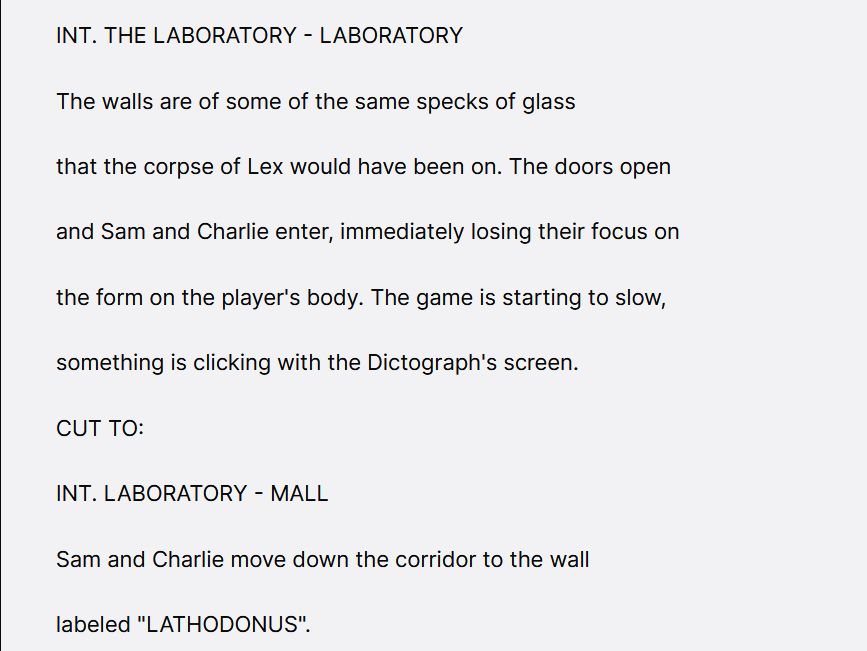 INT. THE LABORATORY - LABORATORY
The walls are of some of the same specks of glass
that the corpse of Lex would have been on. The doors open
and Sam and Charlie enter, immediately losing their focus on
the form on the player's body. The game is starting to slow,
something is clicking with the Dictograph's screen.
CUT TO:
INT. LABORATORY - MALL
Sam and Charlie move down the corridor to the wall
labeled "LATHODONUS".